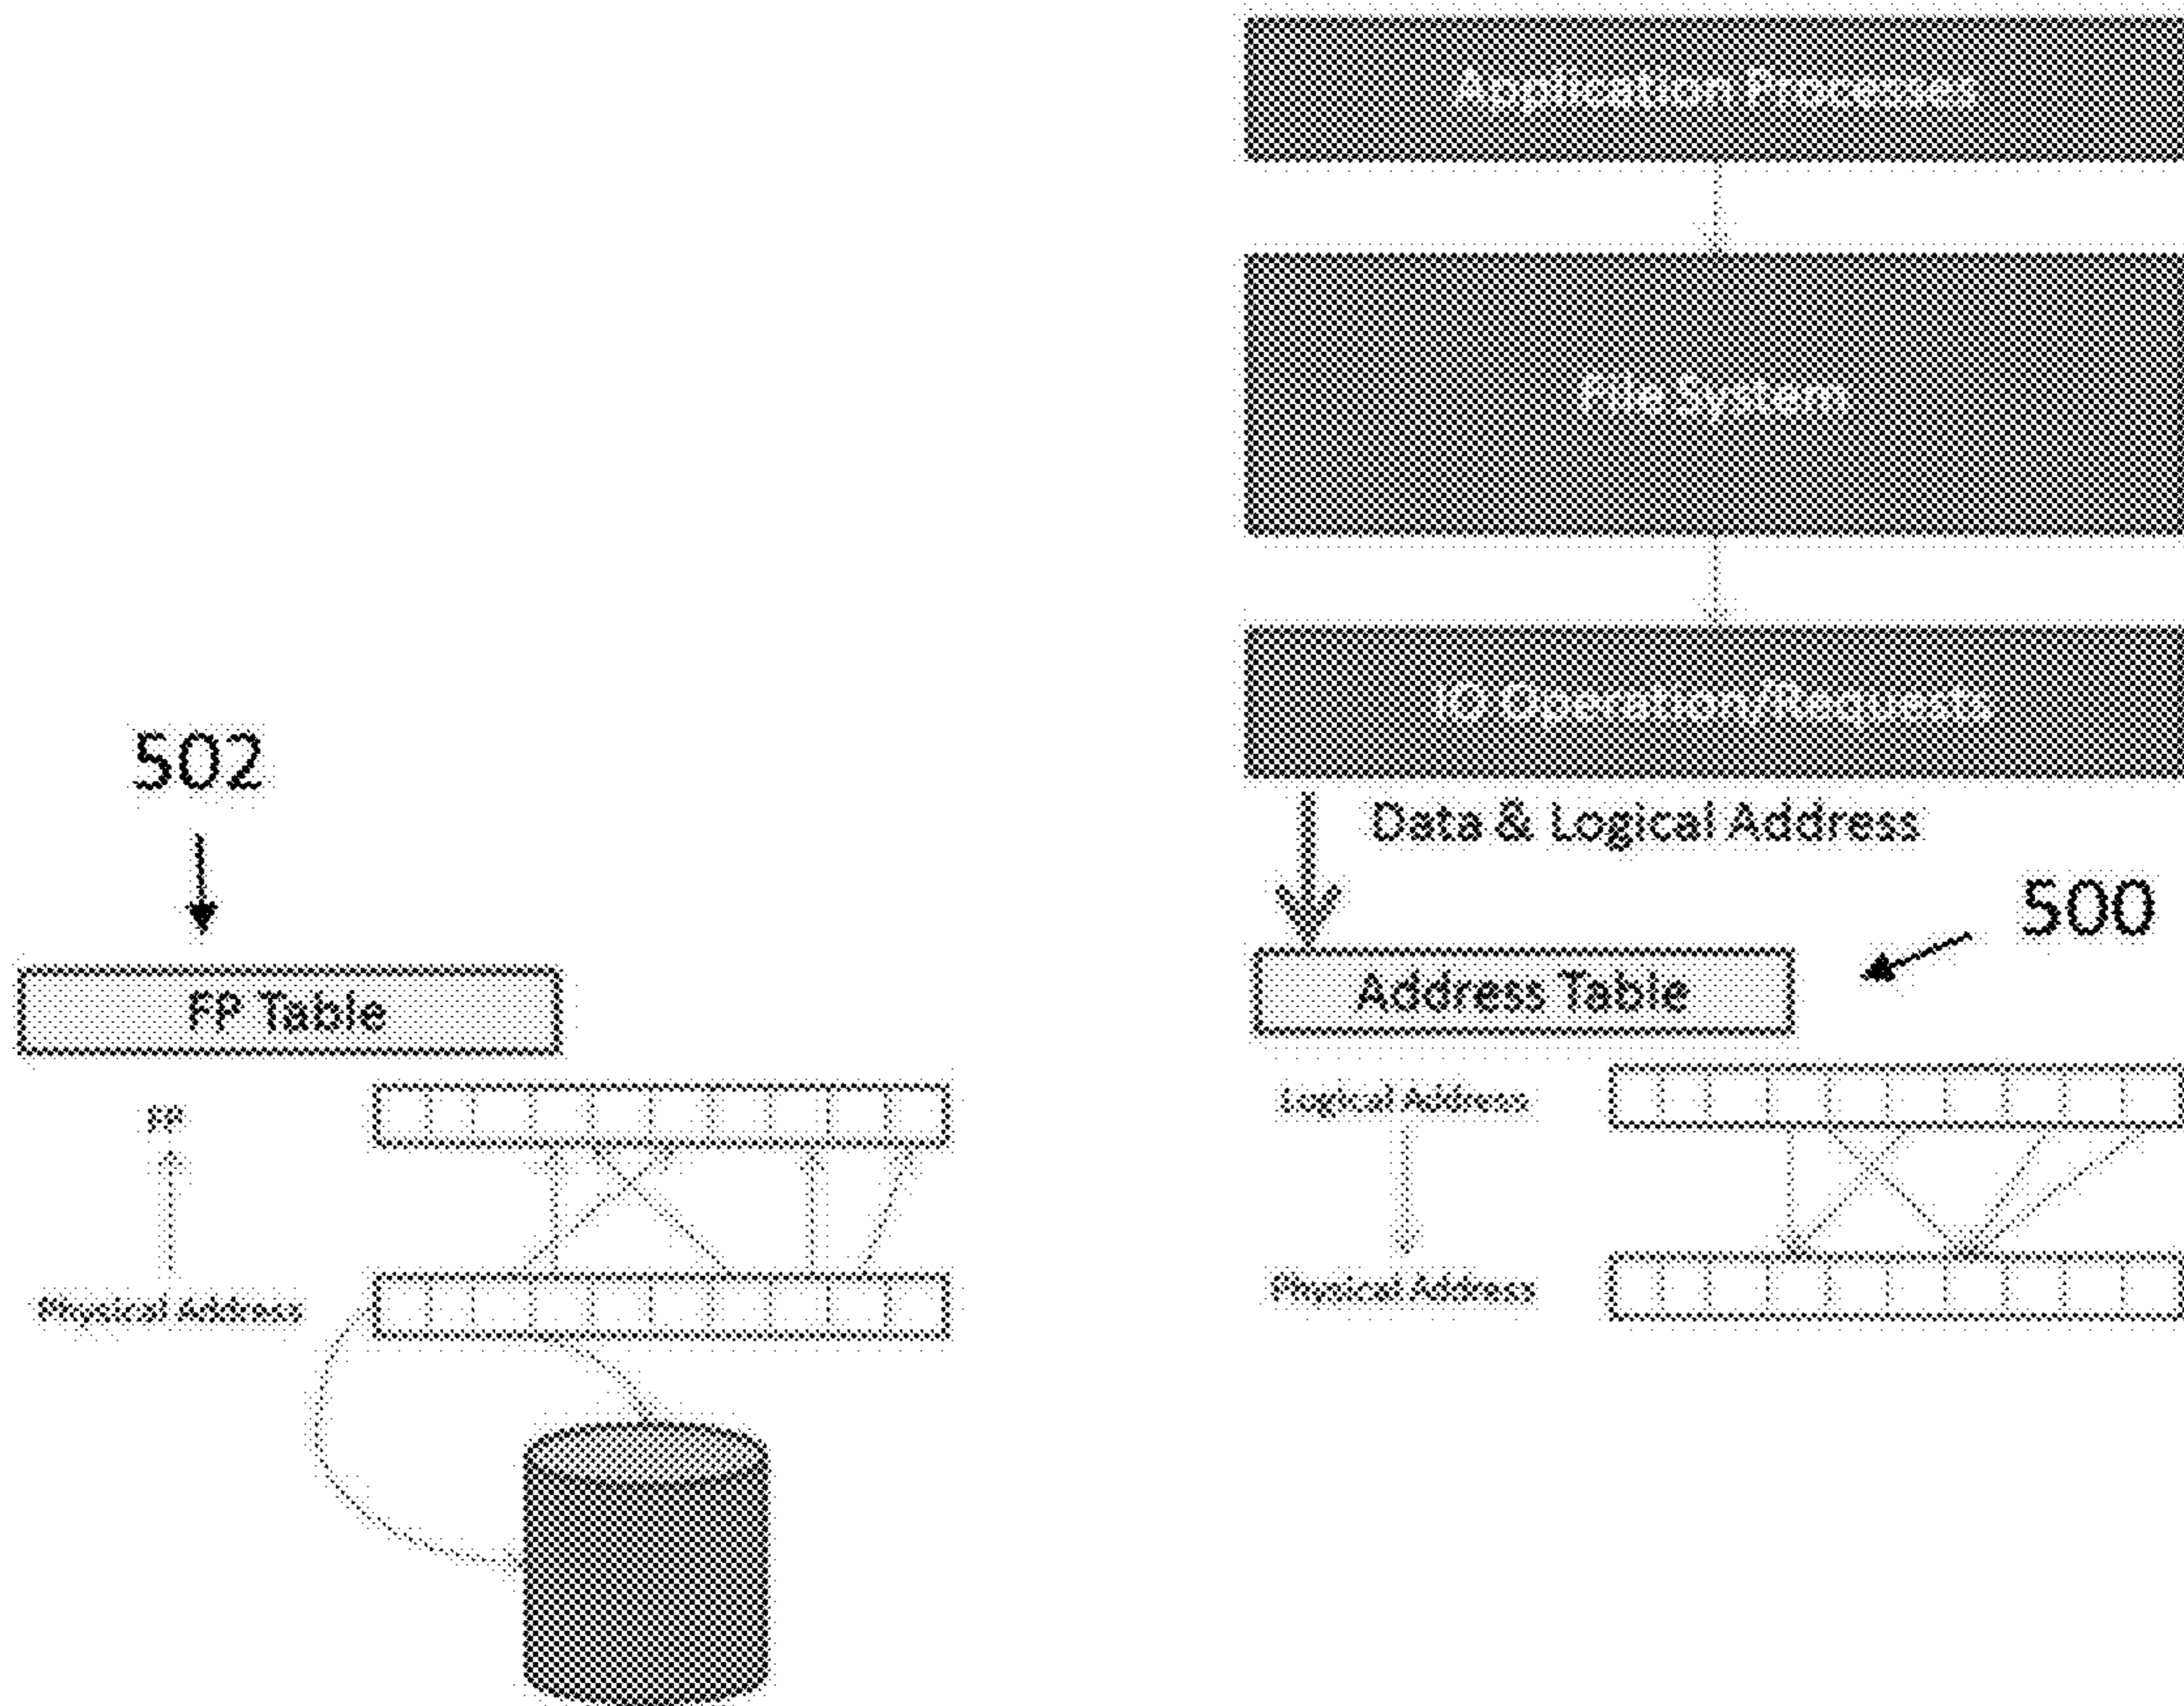 Application Processes
File System
IO Operation/Requests
Data & Logical Address
502
500
FP Table
Address Table
FP
Logical Address
Physical Address
Physical Address